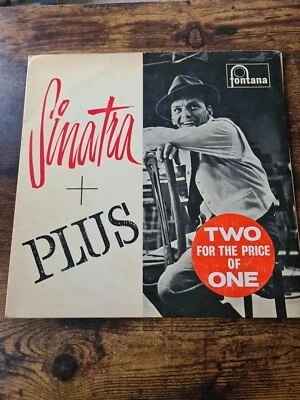 Sinatra
+
PLUS
fontana
TWO
FOR THE PRICE
OF
ONE